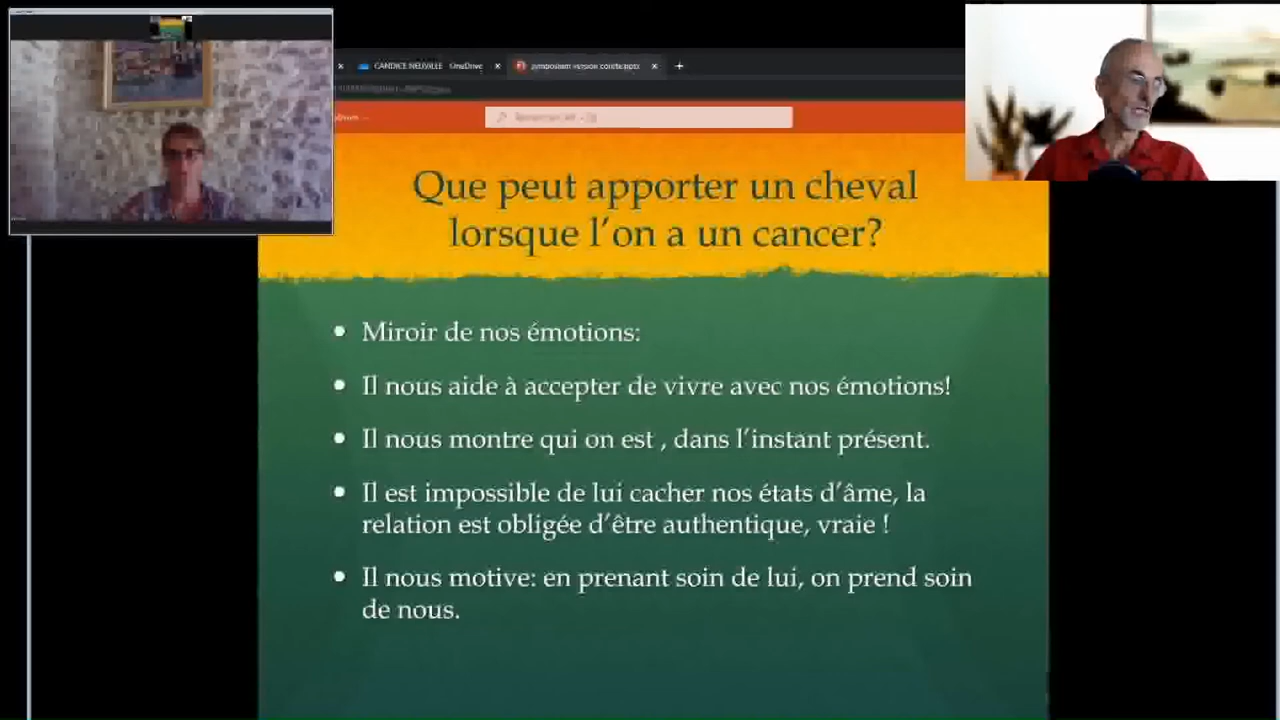 CANDICE NEUVILLE - OneDrive
symposium version corrite.pptx
Que peut apporter un cheval
lorsque l'on a un cancer?
• Miroir de nos émotions:
• Il nous aide à accepter de vivre avec nos émotions!
• Il nous montre qui on est , dans l'instant présent.
• Il est impossible de lui cacher nos états d'âme, la
relation est obligée d'être authentique, vraie !
• Il nous motive: en prenant soin de lui, on prend soin
de nous.